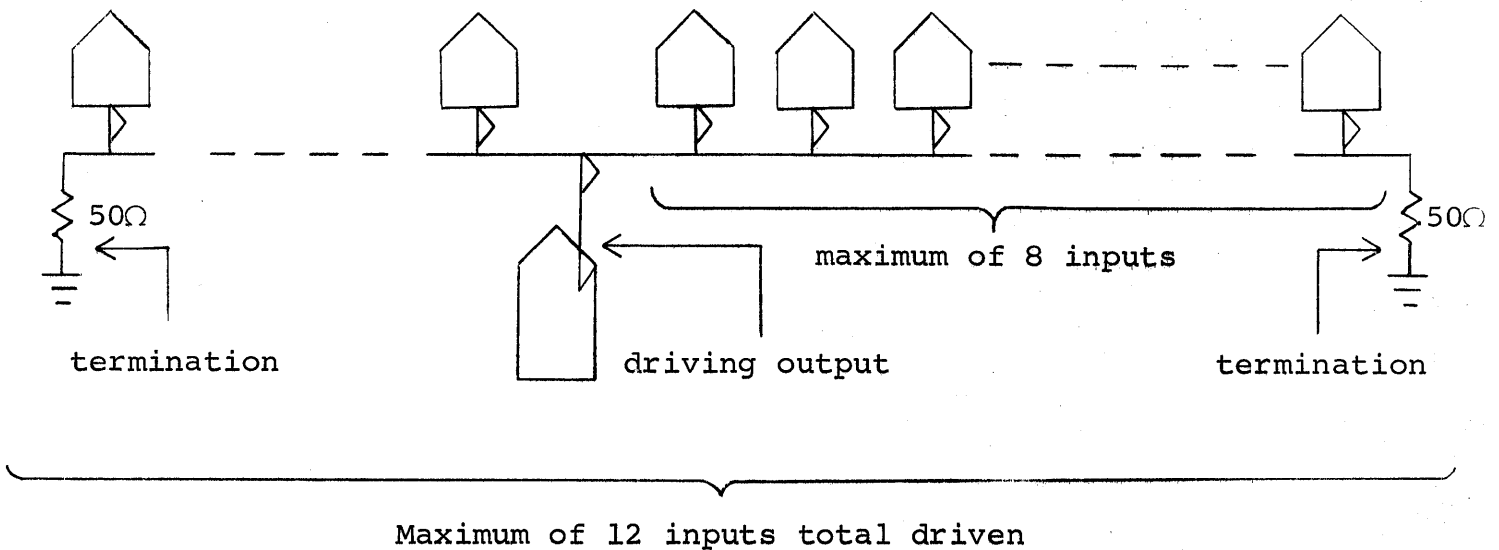 50Ω
50Ω
maximum of 8 inputs
termination
driving output
termination
Maximum of 12 inputs total driven